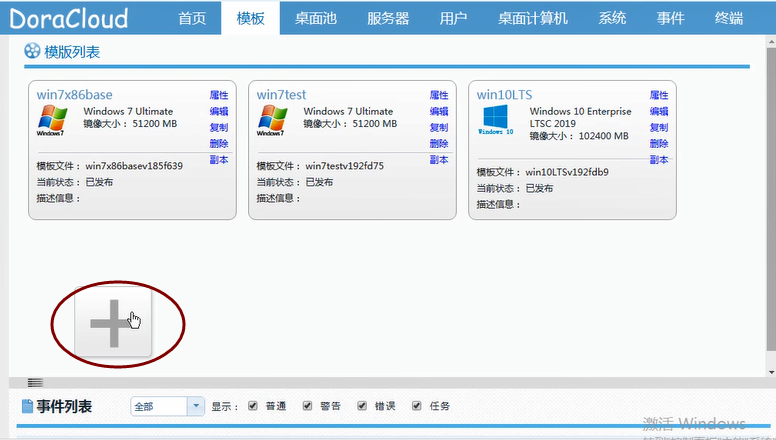 DoraCloud 首页 模板 桌面池 服务器 用户 桌面计算机 系统 事件 终端
模版列表
win7x86base
属性
Windows 7 Ultimate
编辑
镜像大小： 51200 MB
复制
Windows 7
删除
副本
模板文件： win7x86basev185f639
当前状态： 已发布
描述信息：
win7test
属性
Windows 7 Ultimate
编辑
镜像大小： 51200 MB
复制
Windows 7
删除
副本
模板文件： win7testv192fd75
当前状态： 已发布
描述信息：
win10LTS
属性
Windows 10 Enterprise
编辑
LTSC 2019
复制
镜像大小： 102400 MB
Windows 10
删除
副本
模板文件： win10LTSv192fdb9
当前状态： 已发布
描述信息：
事件列表 全部 显示： 普通 警告 错误 任务
激活 Windows